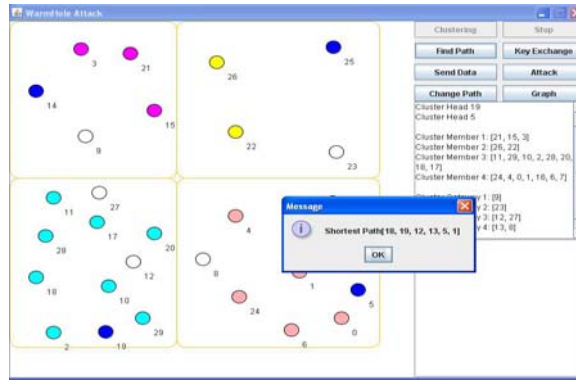 WarmHole Attack
Clustering Stop
Find Path Key Exchange
Send Data Attack
Change Path Graph
Cluster Head 19
Cluster Head 5
Cluster Member 1: [21, 15, 3]
Cluster Member 2: [26, 22]
Cluster Member 3: [11, 29, 10, 2, 28, 20,
18, 17]
Cluster Member 4: [24, 4, 0, 1, 16, 6, 7]
1: [9]
2: [23]
3: [12, 27]
4: [13, 8]
Message
Shortest Path[18, 19, 12, 13, 5, 1]
OK
3
21
14
15
9
26
25
22
23
11
27
17
28
20
12
18
10
29
2
19
4
8
1
24
5
0
6